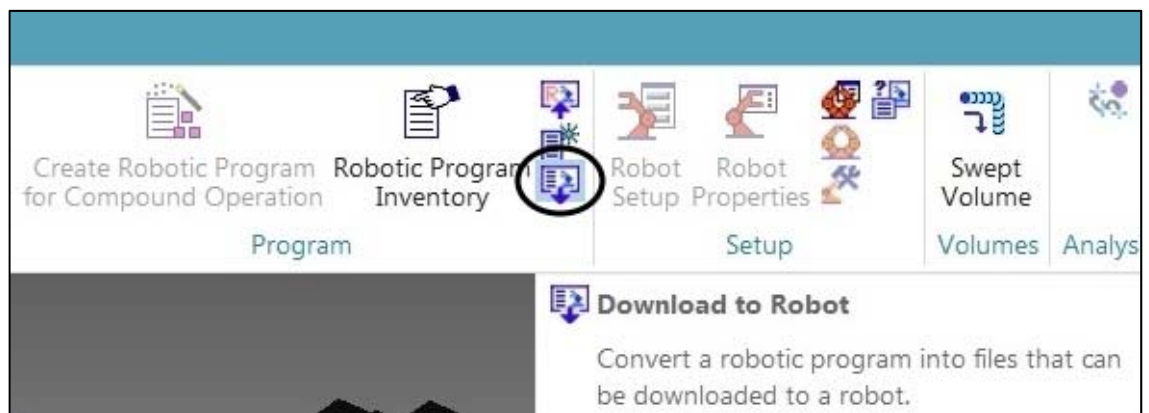 Create Robotic Program
for Compound Operation
Robotic Program
Inventory
Program
Robot
Setup
Robot
Properties
Setup
Swept
Volume
Volumes
Analys
Download to Robot
Convert a robotic program into files that can
be downloaded to a robot.